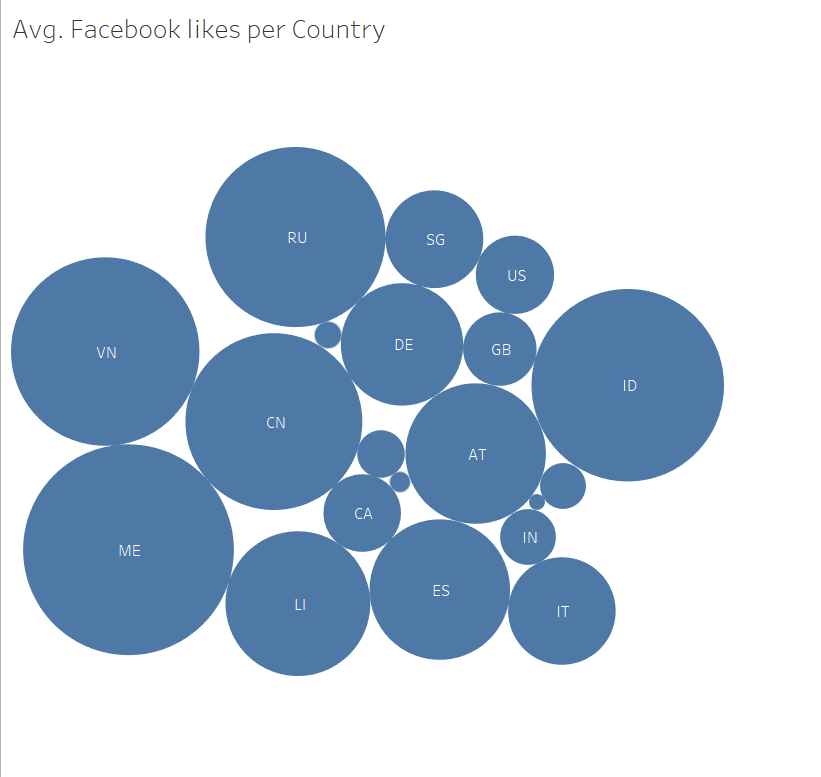 Avg. Facebook likes per Country
RU
SG
US
VN
DE
GB
ID
CN
AT
CA
ME
IN
LI
ES
IT